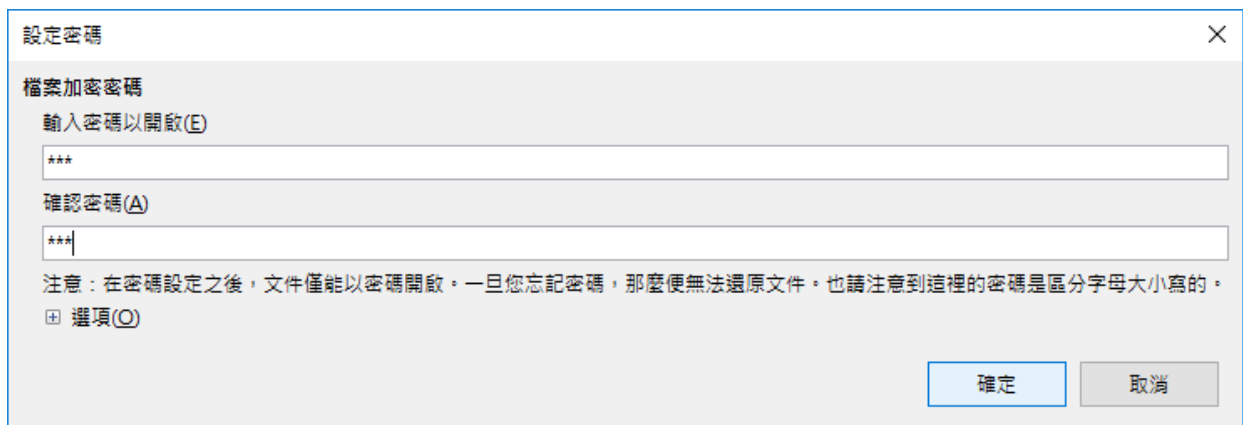 設定密碼
檔案加密密碼
輸入密碼以開啟(E)
***
確認密碼(A)
***
注意：在密碼設定之後，文件僅能以密碼開啟。一旦您忘記密碼，那麼便無法還原文件。也請注意到這裡的密碼是區分字母大小寫的。
選項(O)
確定 取消